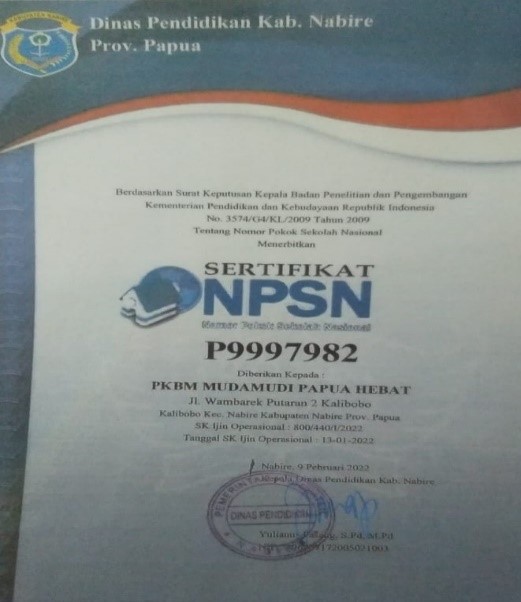 Dinas Pendidikan Kab. Nabire
Prov. Papua
Berdasarkan Surat Keputusan Kepala Badan Penelitian dan Pengembangan
Kementerian Pendidikan dan Kebudayaan Republik Indonesia
No. 3574/G4/KL/2009 Tahun 2009
Tentang Nomor Pokok Sekolah Nasional
Menerbitkan
SERTIFIKAT
NPSN
Nomor Pokok Sekolah Nasional
P9997982
Diberikan Kepada :
PKBM MUDAMUDI PAPUA HEBAT
Jl. Wambarek Putaran 2 Kalibobo
Kalibobo Kec. Nabire Kabupaten Nabire Prov. Papua
SK Ijin Operasional : 800/440/I/2022
Tanggal SK Ijin Operasional : 13-01-2022
Nabire, 9 Pebruari 2022
Kepala Dinas Pendidikan Kab. Nabire
DINAS PENDIDIKAN
S.Pd, M.Pd